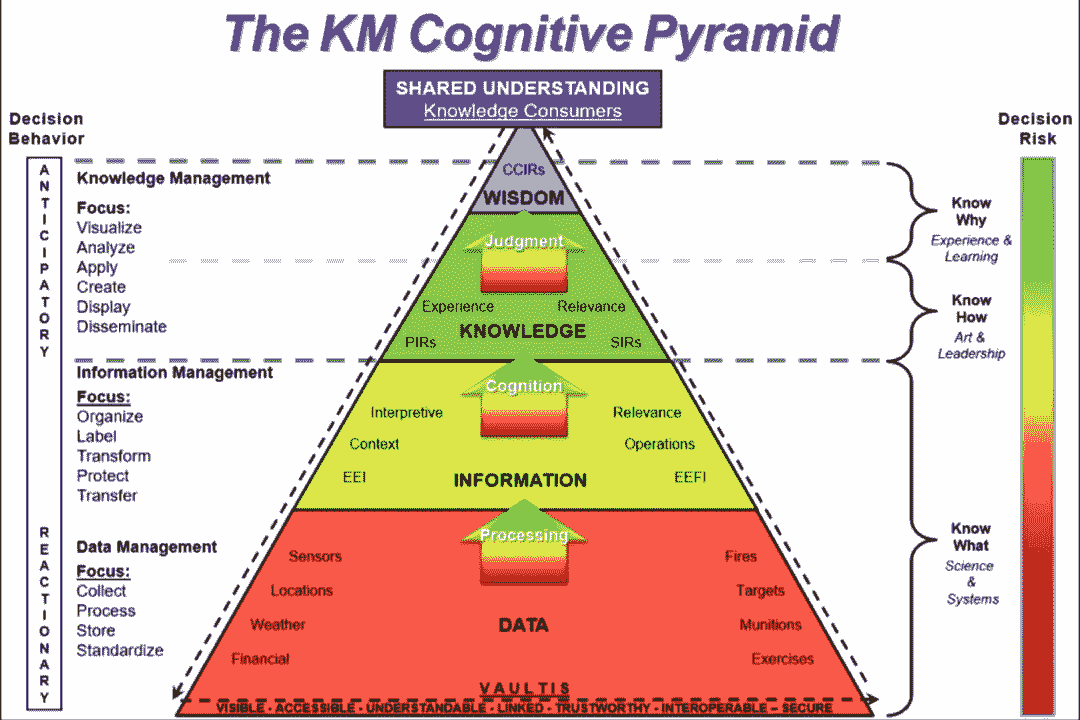 The KM Cognitive Pyramid
SHARED UNDERSTANDING
Knowledge Consumers
Decision
Behavior
ANTICIPATORY
REACTIONARY
Knowledge Management
Focus:
Visualize
Analyze
Apply
Create
Display
Disseminate
Information Management
Focus:
Organize
Label
Transform
Protect
Transfer
Data Management
Focus:
Collect
Process
Store
Standardize
CCIRs
WISDOM
Judgment
Experience
Relevance
KNOWLEDGE
PIRs
SIRs
Cognition
Interpretive
Relevance
Context
Operations
EEI
INFORMATION
EEFI
Processing
Sensors
Fires
Locations
Targets
Weather
DATA
Munitions
Financial
Exercises
VAULTIS
VISIBLE - ACCESSIBLE - UNDERSTANDABLE - LINKED - TRUSTWORTHY - INTEROPERABLE – SECURE
Know
Why
Experience &
Learning
Know
How
Art &
Leadership
Know
What
Science
&
Systems
Decision
Risk